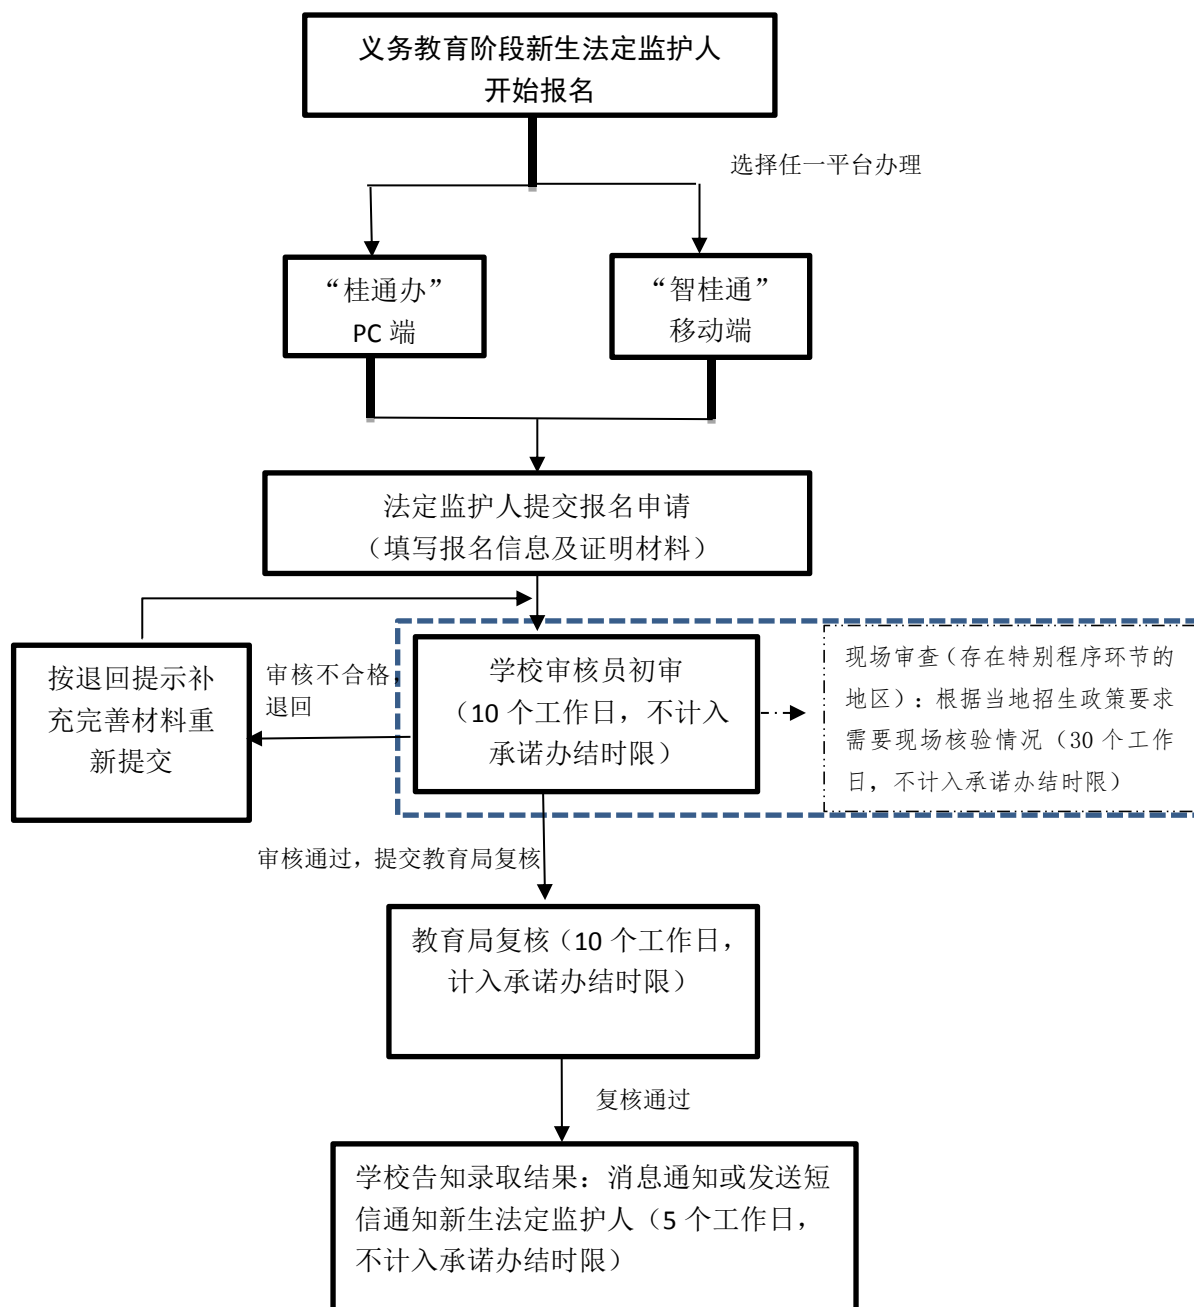 义务教育阶段新生法定监护人
开始报名
选择任一平台办理
“桂通办”
PC 端
“智桂通”
移动端
法定监护人提交报名申请
（填写报名信息及证明材料）
按退回提示补
充完善材料重
新提交
审核不合格，
退回
学校审核员初审
（10 个工作日，不计入
承诺办结时限）
现场审查（存在特别程序环节的
地区）：根据当地招生政策要求
需要现场核验情况（30 个工作
日，不计入承诺办结时限）
审核通过，提交教育局复核
教育局复核（10 个工作日，
计入承诺办结时限）
复核通过
学校告知录取结果：消息通知或发送短
信通知新生法定监护人（5 个工作日，
不计入承诺办结时限）